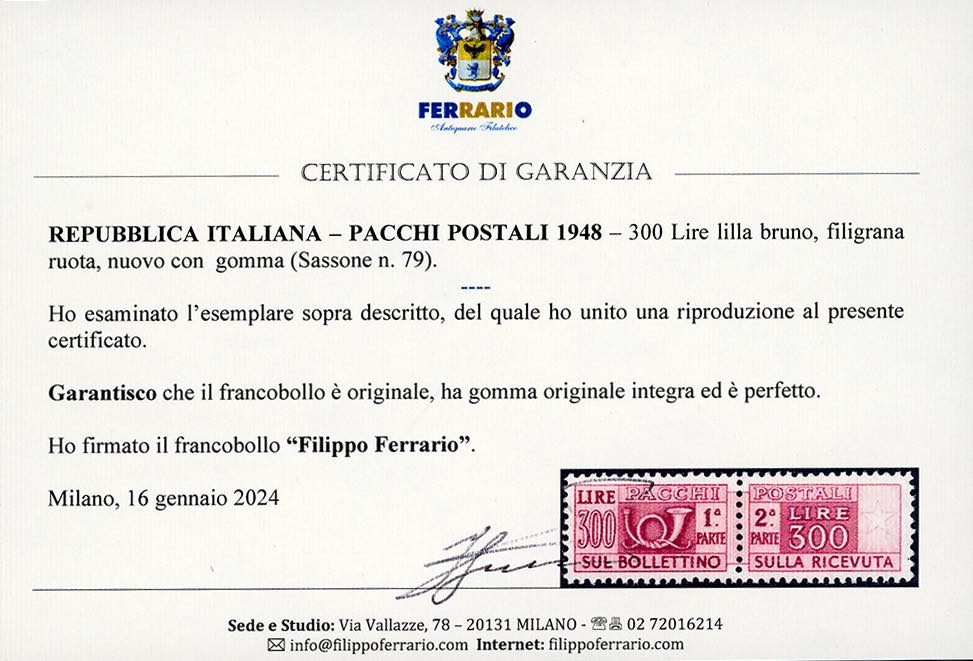 FERRARIO
Antiquario Filatelico
CERTIFICATO DI GARANZIA
REPUBBLICA ITALIANA – PACCHI POSTALI 1948 – 300 Lire lilla bruno, filigrana
ruota, nuovo con gomma (Sassone n. 79).
----
Ho esaminato l’esemplare sopra descritto, del quale ho unito una riproduzione al presente
certificato.
Garantisco che il francobollo è originale, ha gomma originale integra ed è perfetto.
Ho firmato il francobollo “Filippo Ferrario”.
Milano, 16 gennaio 2024
LIRE PACCHI
300 1ª
PARTE
SUL BOLLETTINO
POSTALI
2ª LIRE
PARTE 300
SULLA RICEVUTA
Sede e Studio: Via Vallazze, 78 – 20131 MILANO - ☎📠 02 72016214
✉ info@filippoferrario.com Internet: filippoferrario.com